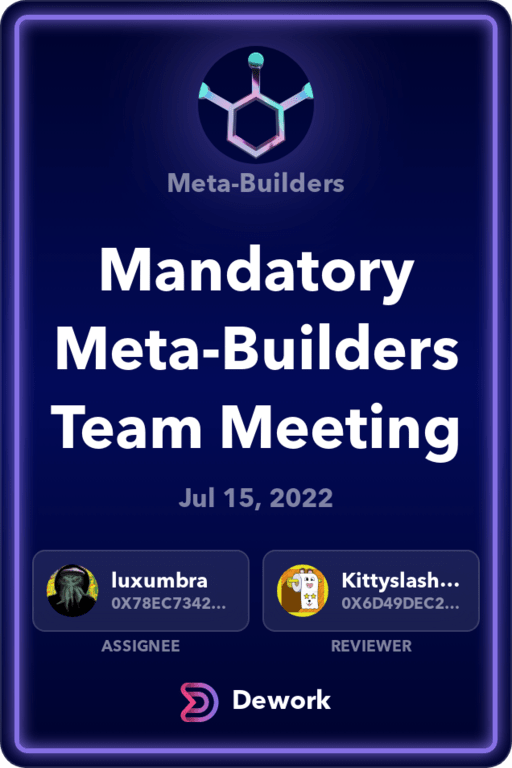 Meta-Builders
Mandatory
Meta-Builders
Team Meeting
Jul 15, 2022
luxumbra
0X78EC7342...
ASSIGNEE
Kittyslash...
0X6D49DEC2...
REVIEWER
Dework